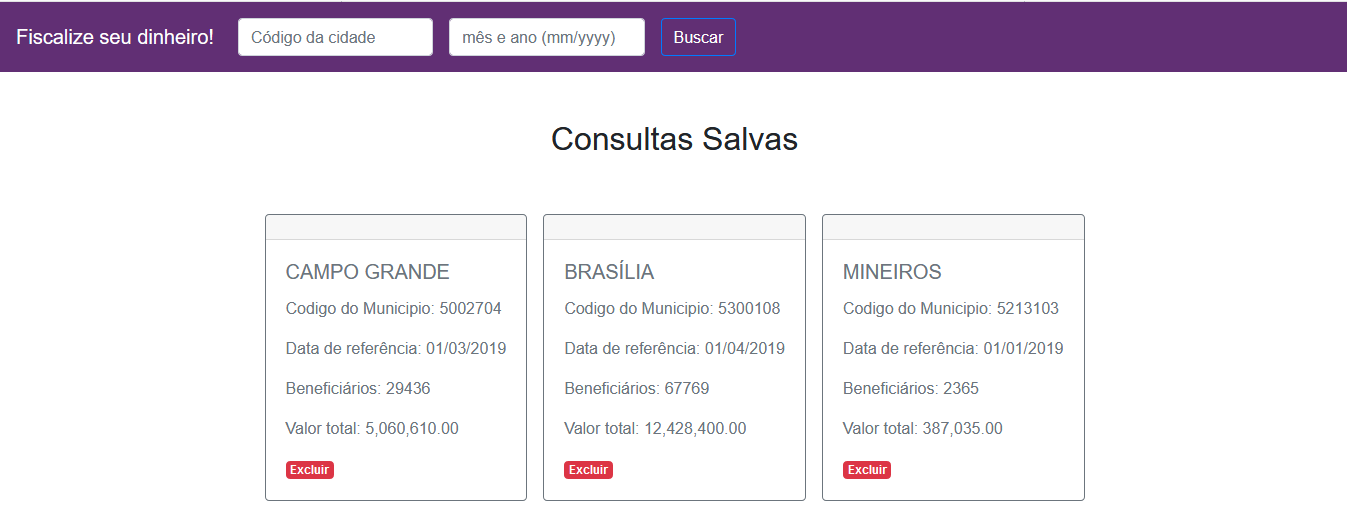 Fiscalize seu dinheiro! Código da cidade mês e ano (mm/yyyy) Buscar
Consultas Salvas
CAMPO GRANDE
Codigo do Municipio: 5002704
Data de referência: 01/03/2019
Beneficiários: 29436
Valor total: 5,060,610.00
Excluir
BRASÍLIA
Codigo do Municipio: 5300108
Data de referência: 01/04/2019
Beneficiários: 67769
Valor total: 12,428,400.00
Excluir
MINEIROS
Codigo do Municipio: 5213103
Data de referência: 01/01/2019
Beneficiários: 2365
Valor total: 387,035.00
Excluir